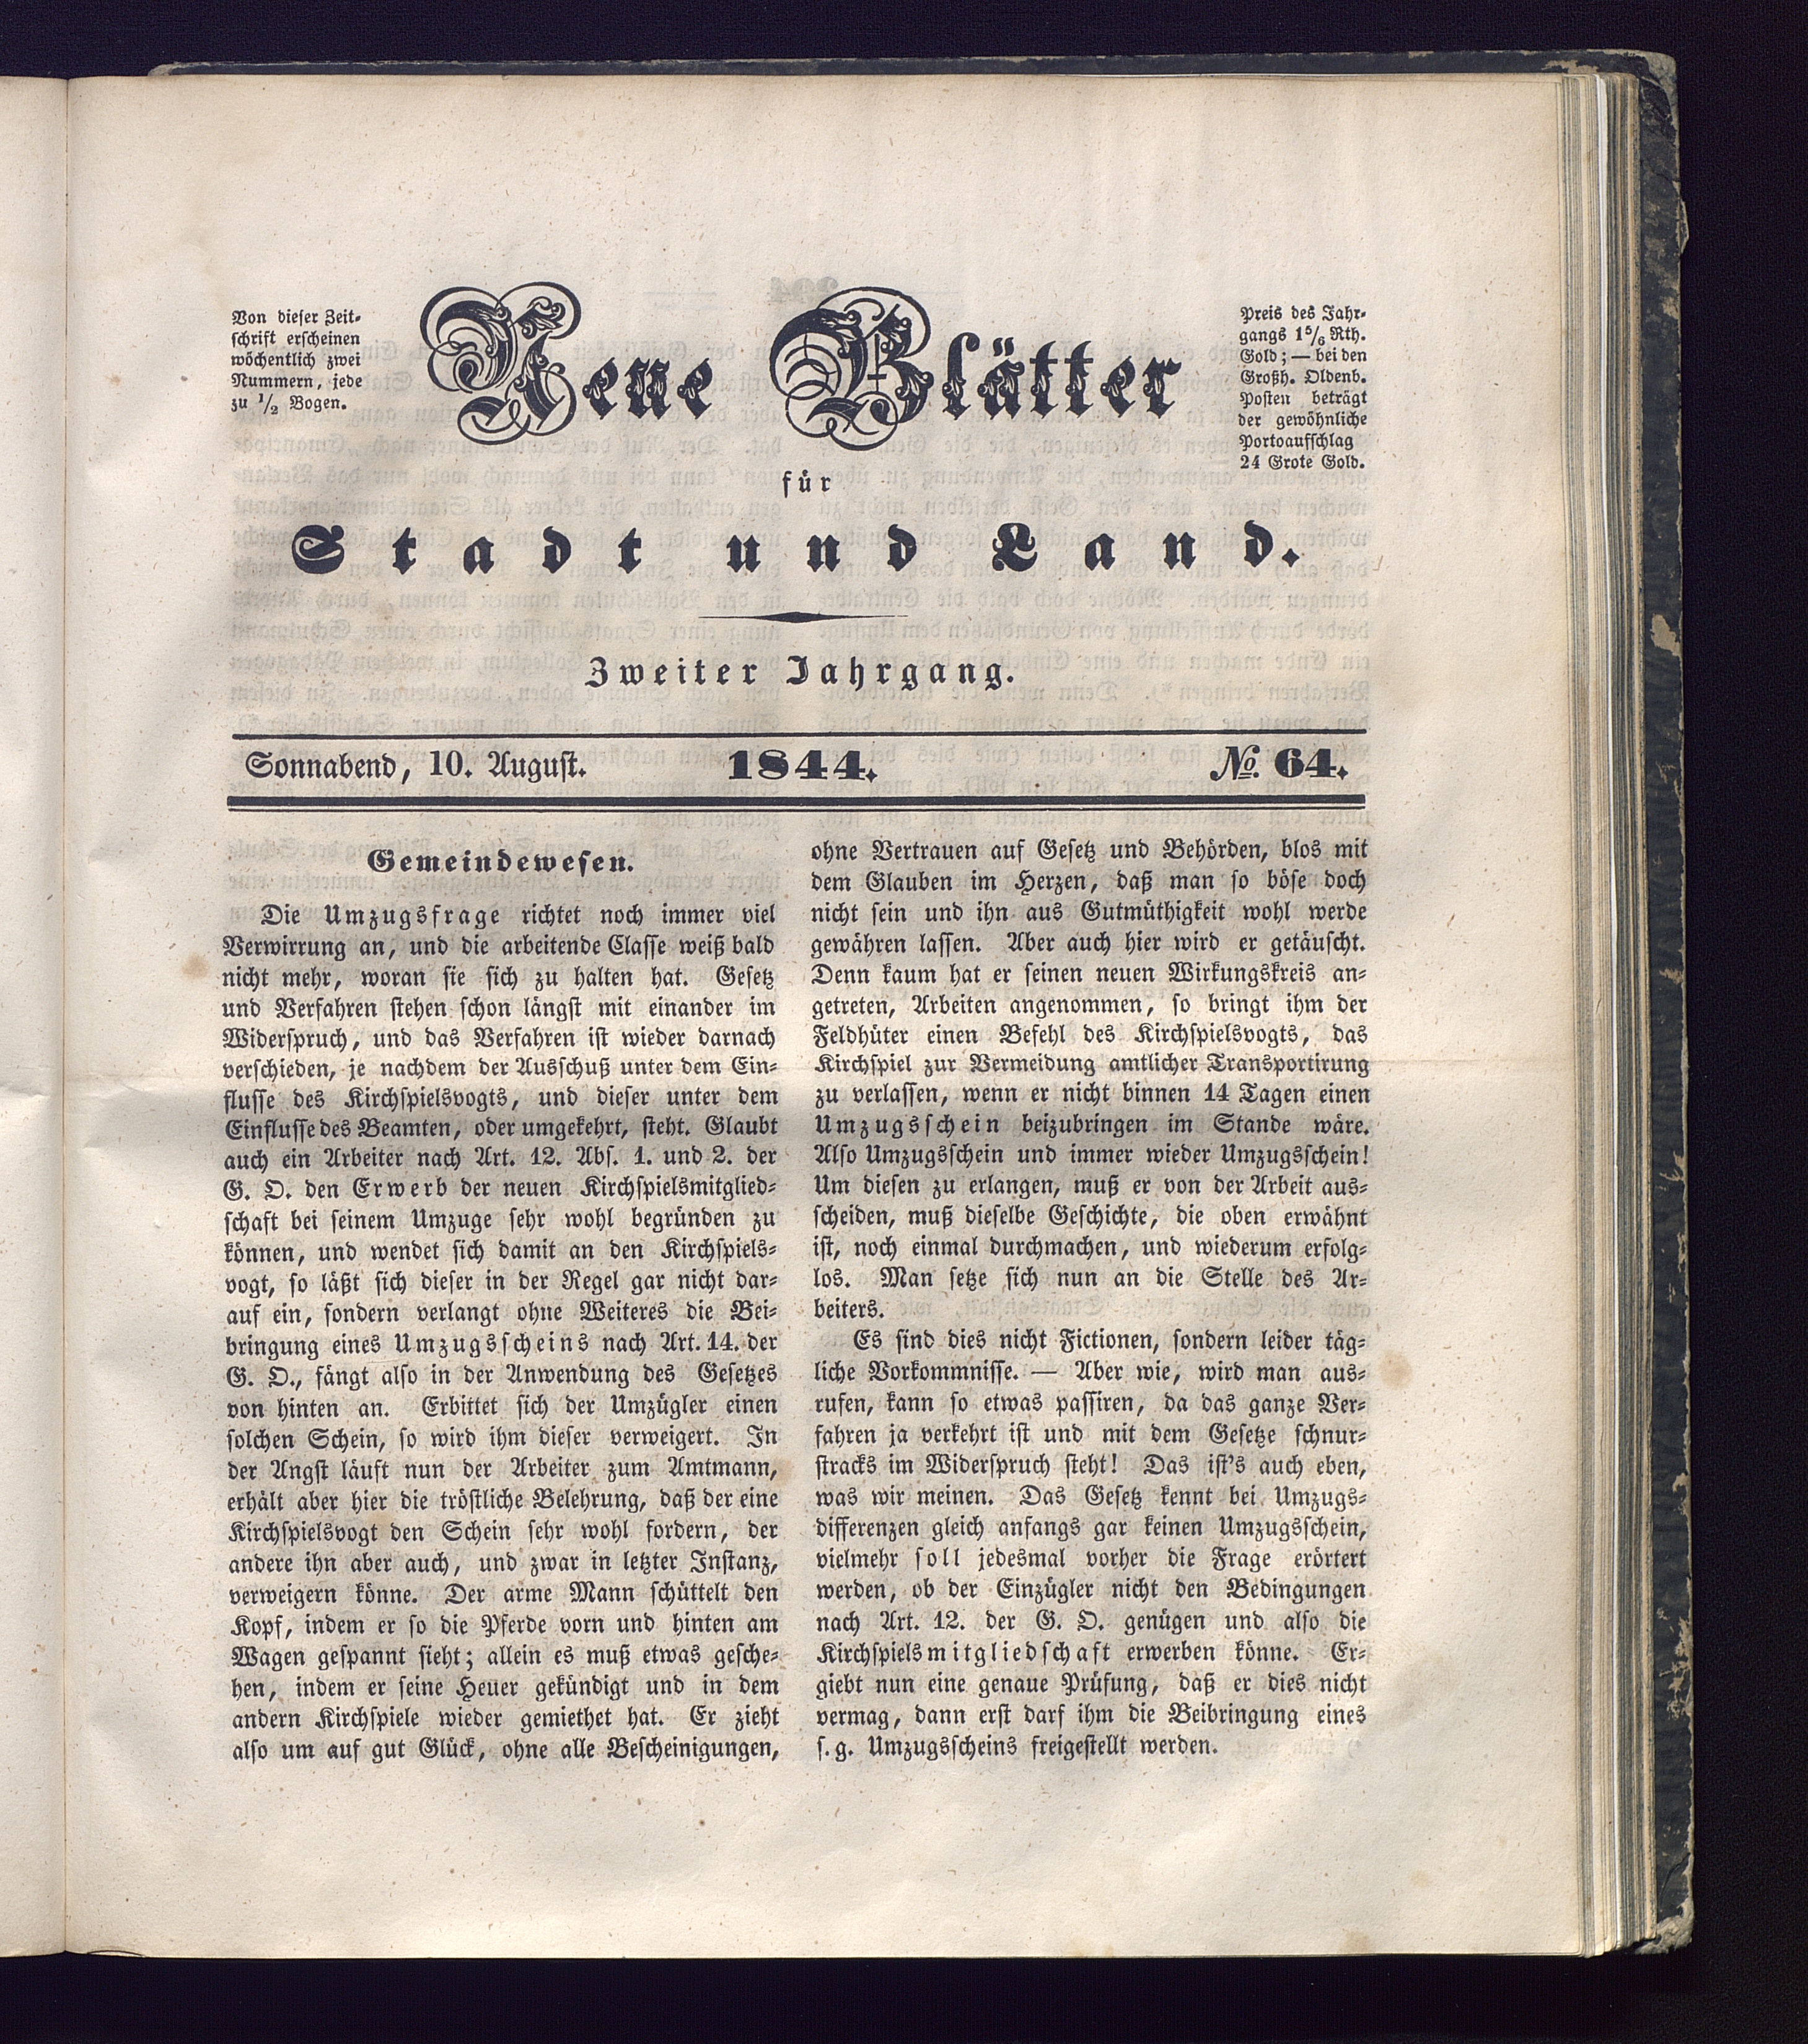 Von dieser Zeit-
schrift erscheinen
wöchentlich zwei
Nummern, jede
zu 1/2 Bogen.
Neue Blätter
Preis des Jahr-
gangs 1 5/6 Rth.
Gold; — bei den
Großh. Oldenb.
Posten beträgt
der gewöhnliche
Portoaufschlag
24 Grote Gold.
für
Stadt und Land.
Zweiter Jahrgang.
Sonnabend, 10. August. 1844. No. 64.
Gemeindewesen.
Die Umzugsfrage richtet noch immer viel
Verwirrung an, und die arbeitende Classe weiß bald
nicht mehr, woran sie sich zu halten hat. Gesetz
und Verfahren stehen schon längst mit einander im
Widerspruch, und das Verfahren ist wieder darnach
verschieden, je nachdem der Ausschuß unter dem Ein-
flusse des Kirchspielsvogts, und dieser unter dem
Einflusse des Beamten, oder umgekehrt, steht. Glaubt
auch ein Arbeiter nach Art. 12. Abs. 1. und 2. der
G. O. den Erwerb der neuen Kirchspielsmitglied-
schaft bei seinem Umzuge sehr wohl begründen zu
können, und wendet sich damit an den Kirchspiels-
vogt, so läßt sich dieser in der Regel gar nicht dar-
auf ein, sondern verlangt ohne Weiteres die Bei-
bringung eines Umzugsscheins nach Art. 14. der
G. O., fängt also in der Anwendung des Gesetzes
von hinten an. Erbittet sich der Umzügler einen
solchen Schein, so wird ihm dieser verweigert. In
der Angst läuft nun der Arbeiter zum Amtmann,
erhält aber hier die tröstliche Belehrung, daß der eine
Kirchspielsvogt den Schein sehr wohl fordern, der
andere ihn aber auch, und zwar in letzter Instanz,
verweigern könne. Der arme Mann schüttelt den
Kopf, indem er so die Pferde vorn und hinten am
Wagen gespannt sieht; allein es muß etwas gesche-
hen, indem er seine Heuer gekündigt und in dem
andern Kirchspiele wieder gemiethet hat. Er zieht
also um auf gut Glück, ohne alle Bescheinigungen,
ohne Vertrauen auf Gesetz und Behörden, blos mit
dem Glauben im Herzen, daß man so böse doch
nicht sein und ihn aus Gutmüthigkeit wohl werde
gewähren lassen. Aber auch hier wird er getäuscht.
Denn kaum hat er seinen neuen Wirkungskreis an-
getreten, Arbeiten angenommen, so bringt ihm der
Feldhüter einen Befehl des Kirchspielsvogts, das
Kirchspiel zur Vermeidung amtlicher Transportirung
zu verlassen, wenn er nicht binnen 14 Tagen einen
Umzugsschein beizubringen im Stande wäre.
Also Umzugsschein und immer wieder Umzugsschein!
Um diesen zu erlangen, muß er von der Arbeit aus-
scheiden, muß dieselbe Geschichte, die oben erwähnt
ist, noch einmal durchmachen, und wiederum erfolg-
los. Man setze sich nun an die Stelle des Ar-
beiters.
Es sind dies nicht Fictionen, sondern leider täg-
liche Vorkommnisse. — Aber wie, wird man aus-
rufen, kann so etwas passiren, da das ganze Ver-
fahren ja verkehrt ist und mit dem Gesetze schnur-
stracks im Widerspruch steht! Das ist's auch eben,
was wir meinen. Das Gesetz kennt bei Umzugs-
differenzen gleich anfangs gar keinen Umzugsschein,
vielmehr soll jedesmal vorher die Frage erörtert
werden, ob der Einzügler nicht den Bedingungen
nach Art. 12. der G. O. genügen und also die
Kirchspielsmitgliedschaft erwerben könne. Er-
giebt nun eine genaue Prüfung, daß er dies nicht
vermag, dann erst darf ihm die Beibringung eines
s. g. Umzugsscheins freigestellt werden.